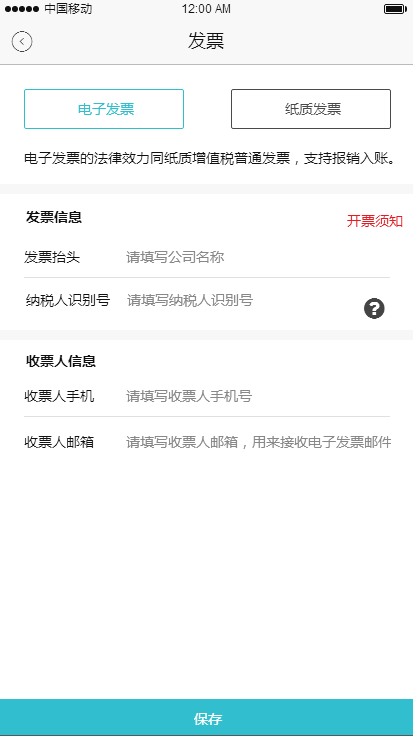 中国移动 12:00 AM
发票
电子发票 纸质发票
电子发票的法律效力同纸质增值税普通发票，支持报销入账。
发票信息 开票须知
发票抬头 请填写公司名称
纳税人识别号 请填写纳税人识别号 ?
收票人信息
收票人手机 请填写收票人手机号
收票人邮箱 请填写收票人邮箱，用来接收电子发票邮件
保存